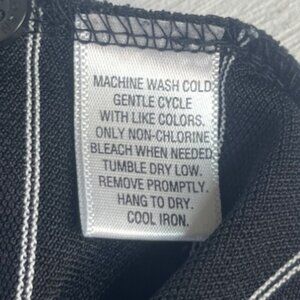 MACHINE WASH COLD
GENTLE CYCLE
WITH LIKE COLORS.
ONLY NON-CHLORINE
BLEACH WHEN NEEDED
TUMBLE DRY LOW.
REMOVE PROMPTLY.
HANG TO DRY.
COOL IRON.